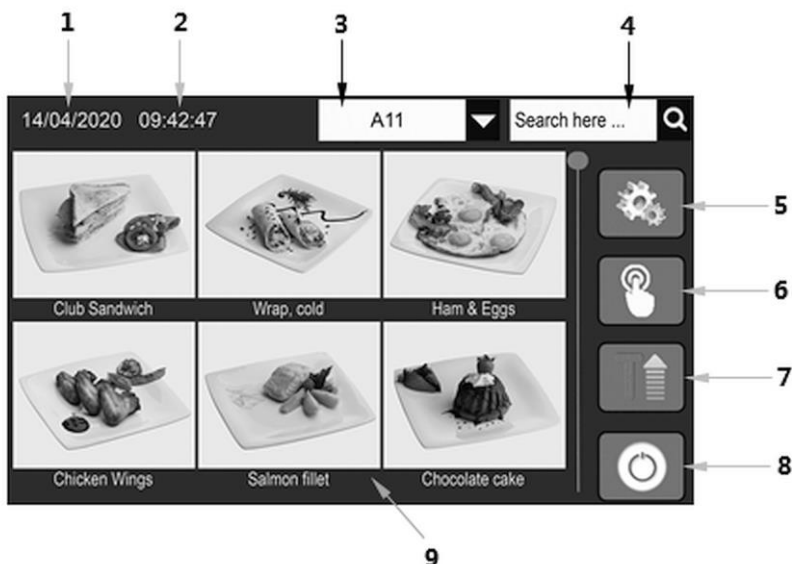 1 2 3 4
14/04/2020 09:42:47 A11 Search here ...
5
Club Sandwich Wrap, cold Ham & Eggs
6
7
Chicken Wings Salmon fillet Chocolate cake
8
9